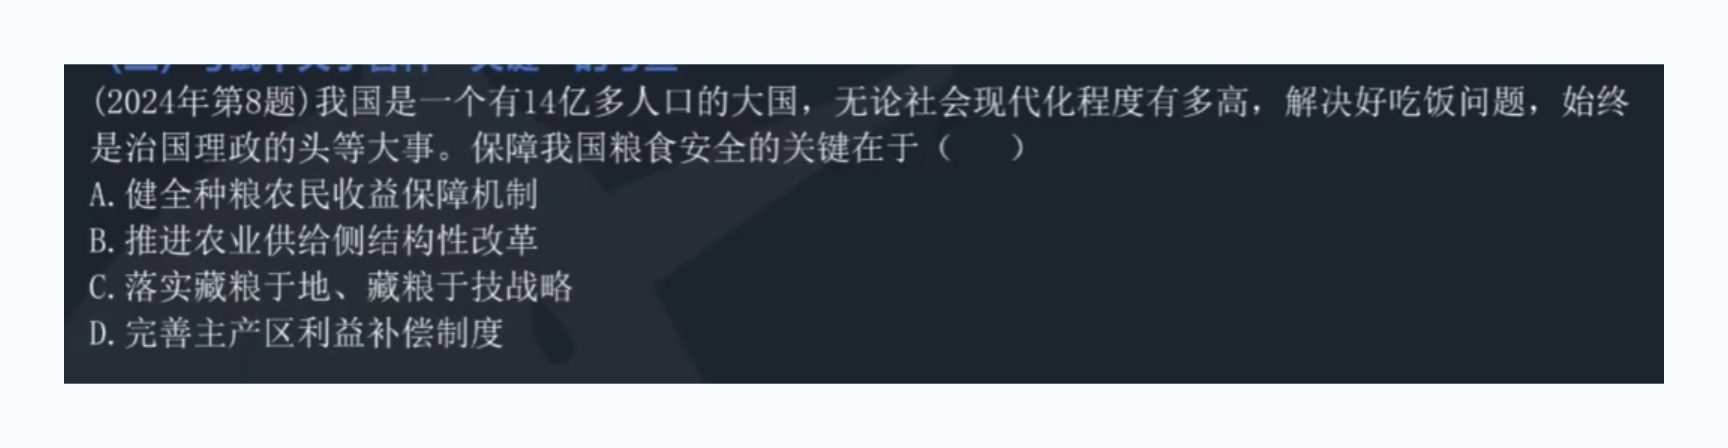 (2024年第8题)我国是一个有14亿多人口的大国，无论社会现代化程度有多高，解决好吃饭问题，始终
是治国理政的头等大事。保障我国粮食安全的关键在于（　　）
A.健全种粮农民收益保障机制
B.推进农业供给侧结构性改革
C.落实藏粮于地、藏粮于技战略
D.完善主产区利益补偿制度